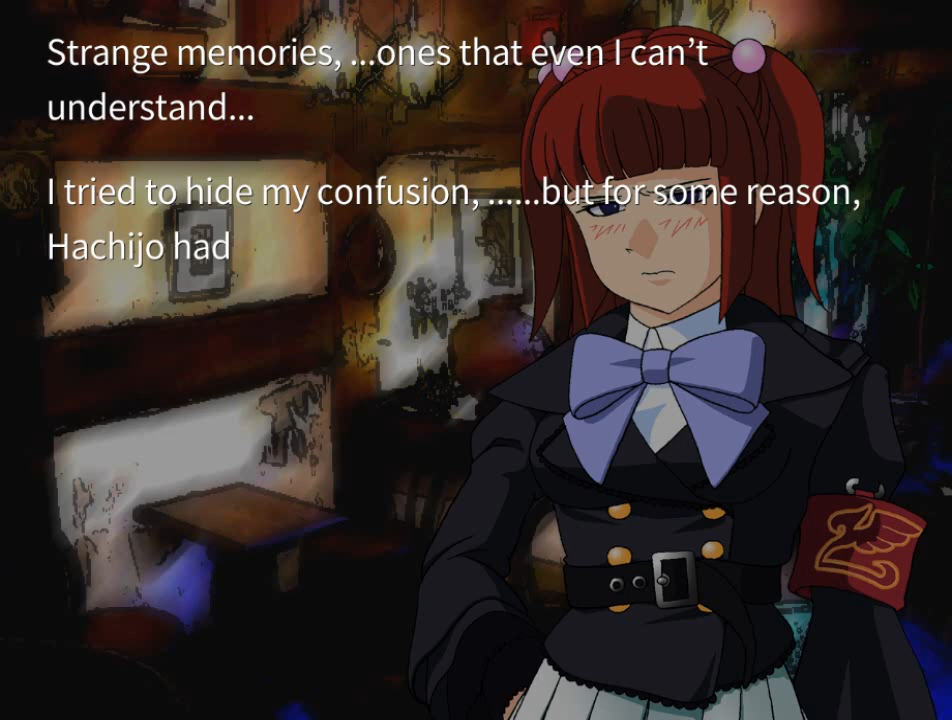 Strange memories, ...ones that even I can’t
understand...
I tried to hide my confusion, ......but for some reason,
Hachijo had